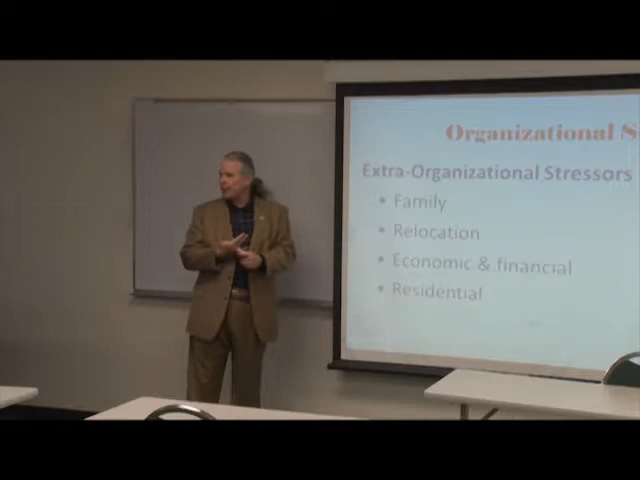 Organizational S
Extra-Organizational Stressors
• Family
• Relocation
• Economic & financial
• Residential